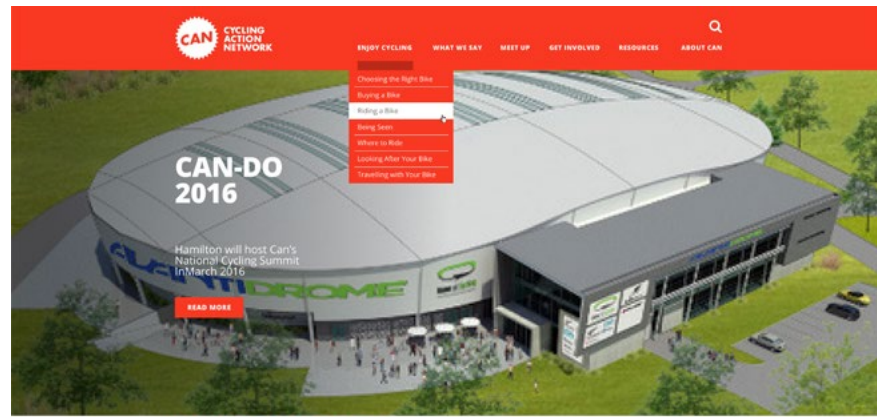 CAN
CYCLING
ACTION
NETWORK
ENJOY CYCLING WHAT WE SAY MEET UP GET INVOLVED RESOURCES ABOUT CAN
Choosing the Right Bike
Buying a Bike
Riding a Bike
Being Seen
Where to Ride
Looking After Your Bike
Travelling with Your Bike
CAN-DO
2016
Hamilton will host Can's
National Cycling Summit
InMarch 2016
READ MORE
AVANTIDROME